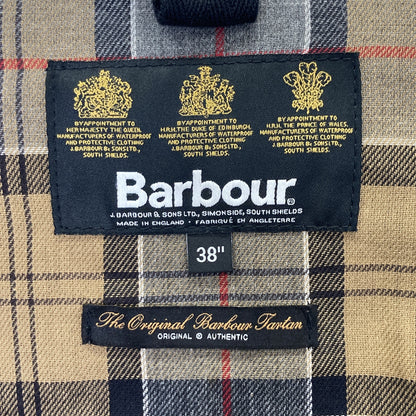 BY APPOINTMENT TO
HER MAJESTY THE QUEEN.
MANUFACTURERS OF WATERPROOF
AND PROTECTIVE CLOTHING
J.BARBOUR & SONS LTD.,
SOUTH SHIELDS.
BY APPOINTMENT TO
H.R.H. THE DUKE OF EDINBURGH.
MANUFACTURERS OF WATERPROOF
AND PROTECTIVE CLOTHING
J.BARBOUR & SONS LTD.,
SOUTH SHIELDS.
BY APPOINTMENT TO
H.R.H. THE PRINCE OF WALES.
MANUFACTURERS OF WATERPROOF
AND PROTECTIVE CLOTHING
J.BARBOUR & SONS LTD.,
SOUTH SHIELDS.
Barbour®
J.BARBOUR & SONS LTD., SIMONSIDE, SOUTH SHIELDS
MADE IN ENGLAND - FABRIQUÉ EN ANGLETERRE
38"
The Original Barbour Tartan
ORIGINAL ® AUTHENTIC